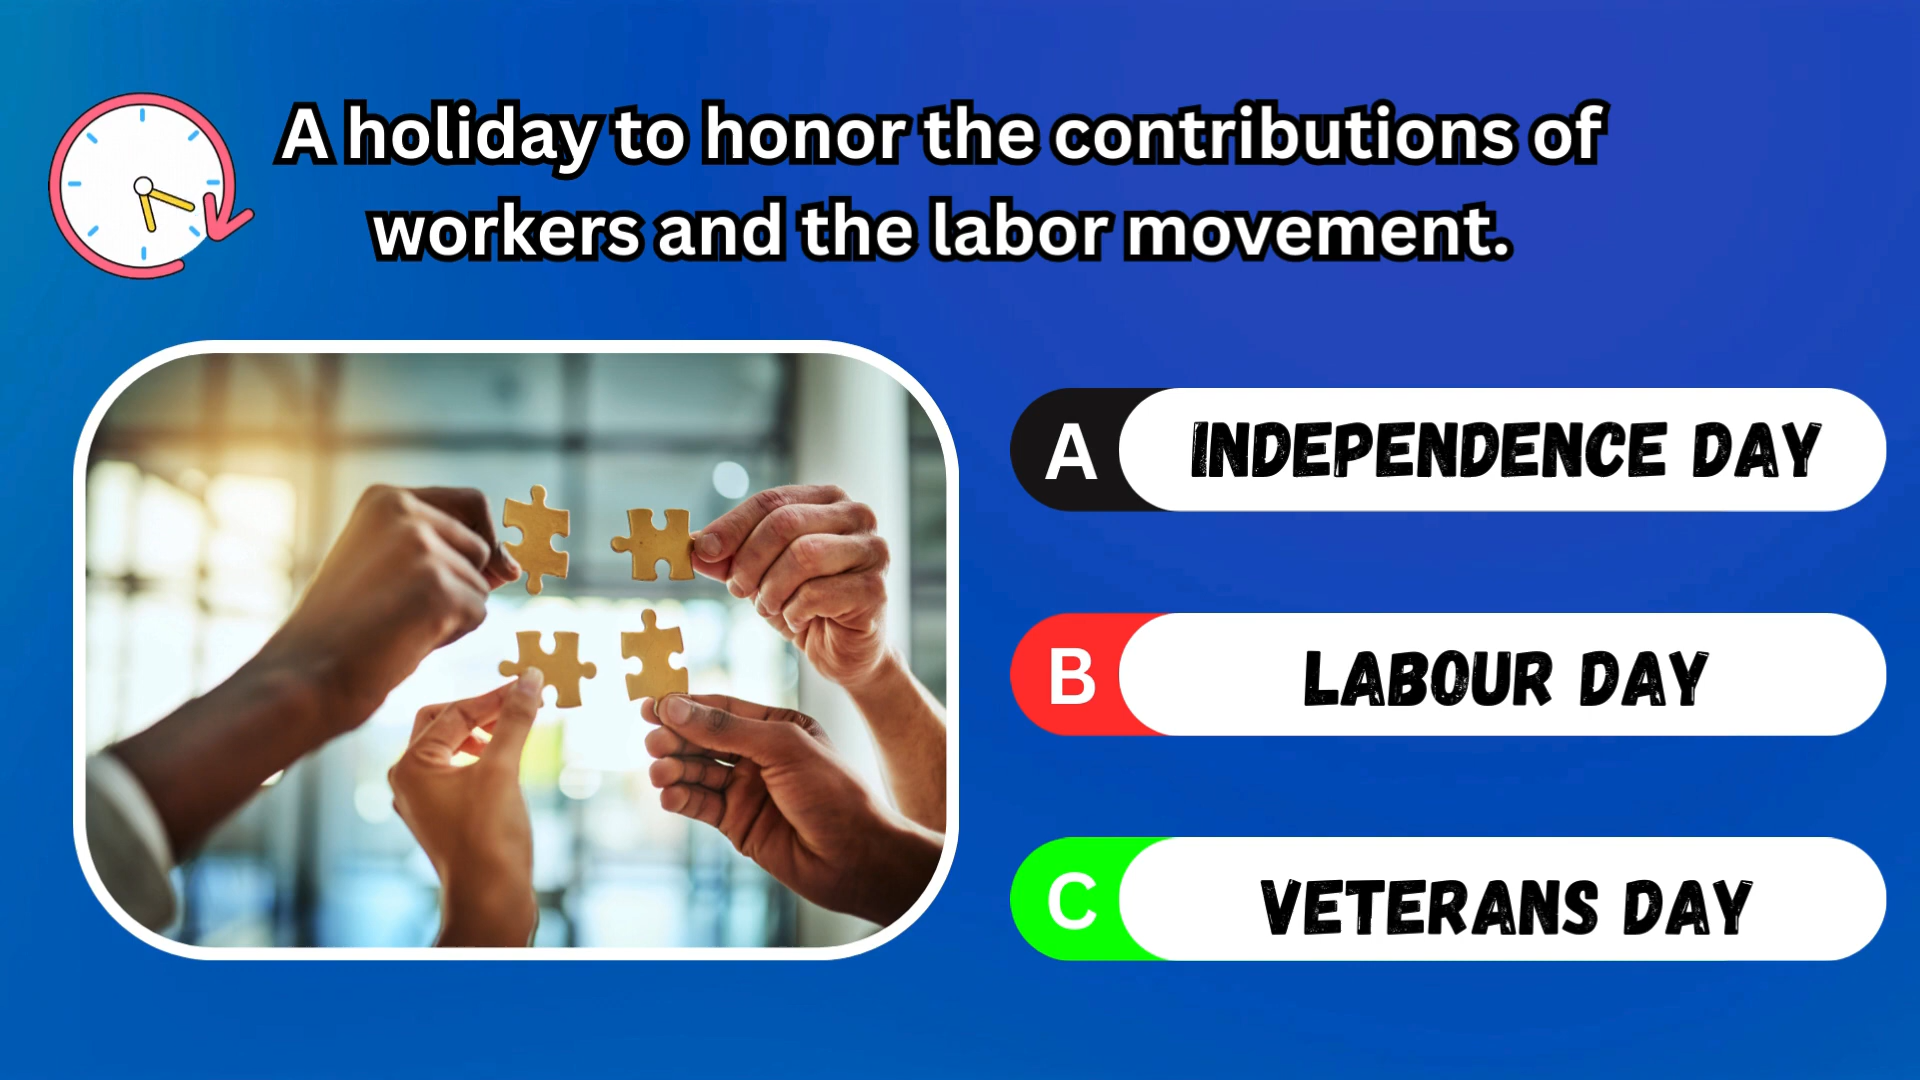 A holiday to honor the contributions of
workers and the labor movement.
A INDEPENDENCE DAY
B LABOUR DAY
C VETERANS DAY